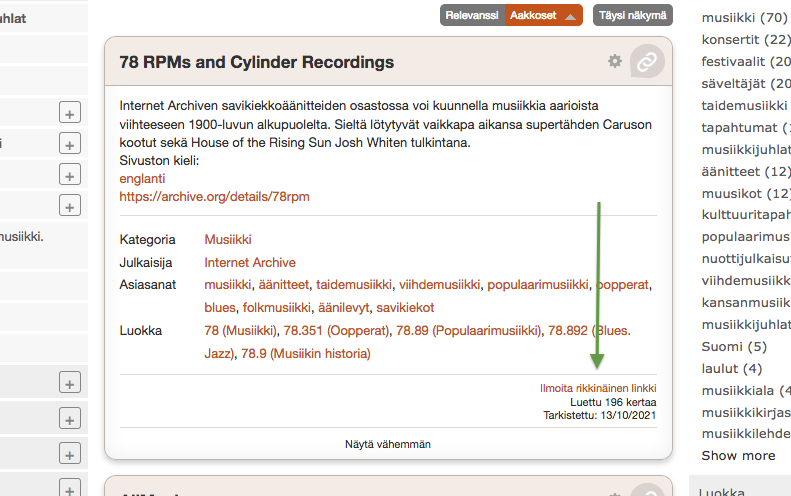 uhlat
i
musiikki.
Relevanssi Aakkoset Täysi näkymä
78 RPMs and Cylinder Recordings
Internet Archiven savikiekkoäänitteiden osastossa voi kuunnella musiikkia aarioista
viihteeseen 1900-luvun alkupuolelta. Sieltä lötytyvät vaikkapa aikansa supertähden Caruson
kootut sekä House of the Rising Sun Josh Whiten tulkintana.
Sivuston kieli:
englanti
https://archive.org/details/78rpm
Kategoria Musiikki
Julkaisija Internet Archive
Asiasanat musiikki, äänitteet, taidemusiikki, viihdemusiikki, populaarimusiikki, oopperat,
blues, folkmusiikki, äänilevyt, savikiekot
Luokka 78 (Musiikki), 78.351 (Oopperat), 78.89 (Populaarimusiikki), 78.892 (Blues.
Jazz), 78.9 (Musiikin historia)
Ilmoita rikkinäinen linkki
Luettu 196 kertaa
Tarkistettu: 13/10/2021
Näytä vähemmän
musiikki (70)
konsertit (22)
festivaalit (20
säveltäjät (20
taidemusiikki
tapahtumat (
musiikkijuhlat
äänitteet (12)
muusikot (12)
kulttuuritapah
populaarimus
nuottijulkaisu
viihdemusiikk
kansanmusiik
musiikkijuhlat
Suomi (5)
laulut (4)
musiikkiala (4
musiikkikirjas
musiikkilehde
Show more
Luokka